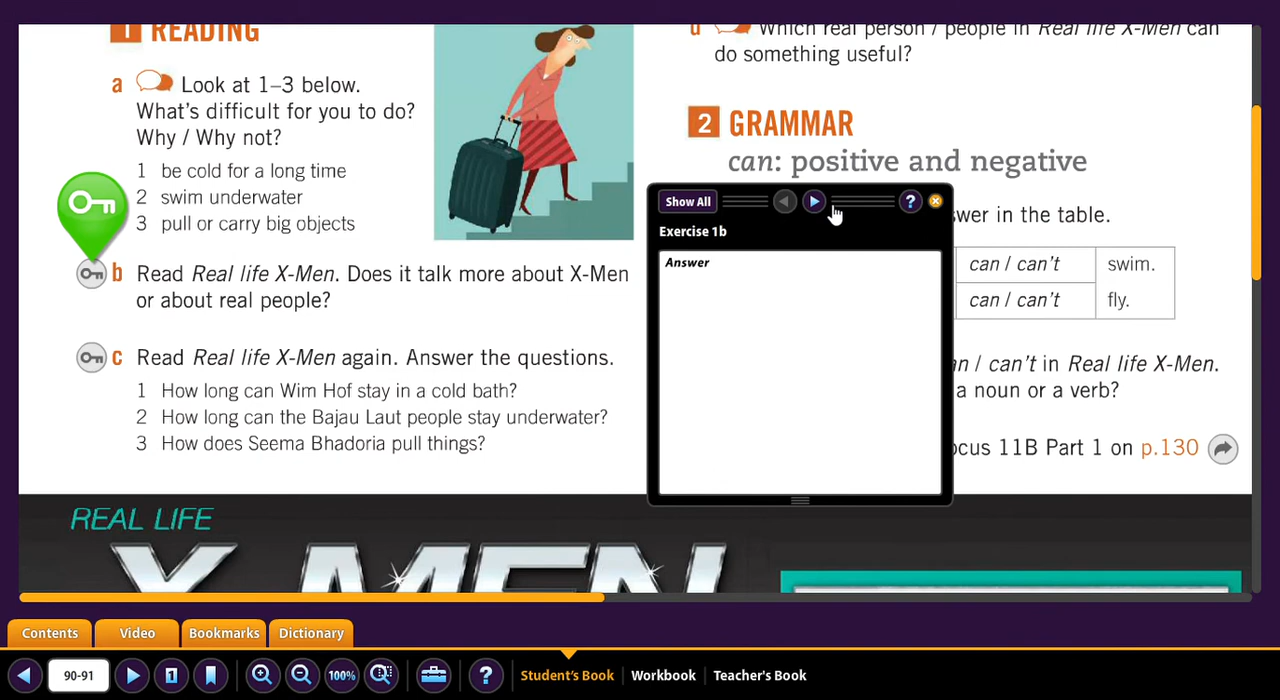 1 READING
a Look at 1–3 below.
What's difficult for you to do?
Why / Why not?
1 be cold for a long time
2 swim underwater
3 pull or carry big objects
b Read Real life X-Men. Does it talk more about X-Men
or about real people?
c Read Real life X-Men again. Answer the questions.
1 How long can Wim Hof stay in a cold bath?
2 How long can the Bajau Laut people stay underwater?
3 How does Seema Bhadoria pull things?
d Which real person / people in Real life X-Men can
do something useful?
2 GRAMMAR
can: positive and negative
Show All
?
Exercise 1b
Answer
swer in the table.
can / can't swim.
can / can't fly.
an / can't in Real life X-Men.
a noun or a verb?
ocus 11B Part 1 on p.130
REAL LIFE
X-MEN
Contents Video Bookmarks Dictionary
90-91 1 100% ? Student's Book Workbook Teacher's Book